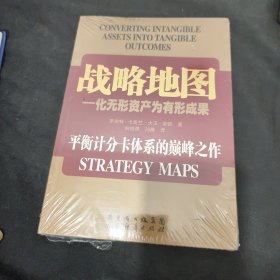 CONVERTING INTANGIBLE
ASSETS INTO TANGIBLE
OUTCOMES
战略地图
—化无形资产为有形成果
平衡计分卡体系的巅峰之作
STRATEGY MAPS